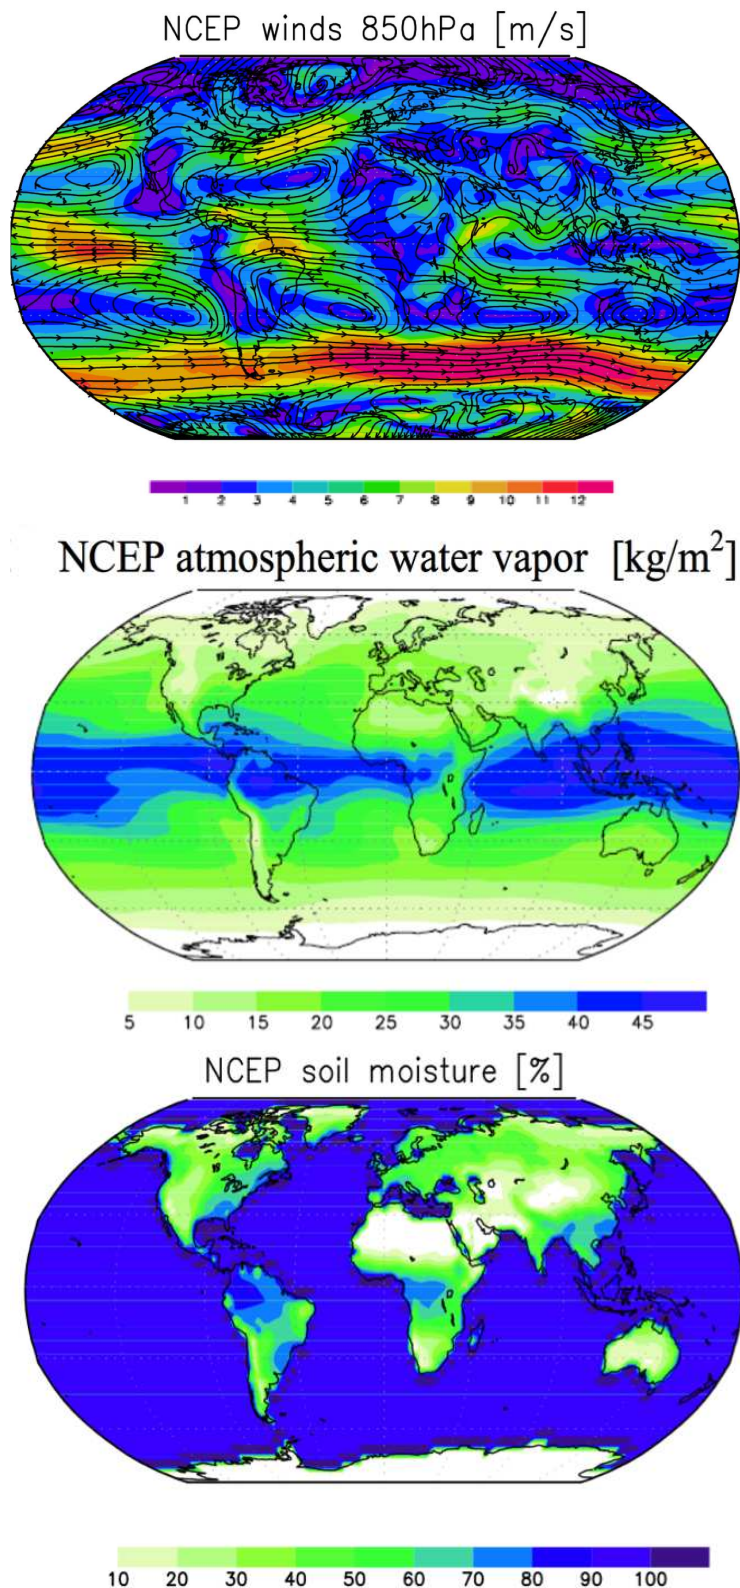 NCEP winds 850hPa [m/s]
1 2 3 4 5 6 7 8 9 10 11 12
NCEP atmospheric water vapor [kg/m²]
5 10 15 20 25 30 35 40 45
NCEP soil moisture [%]
10 20 30 40 50 60 70 80 90 100